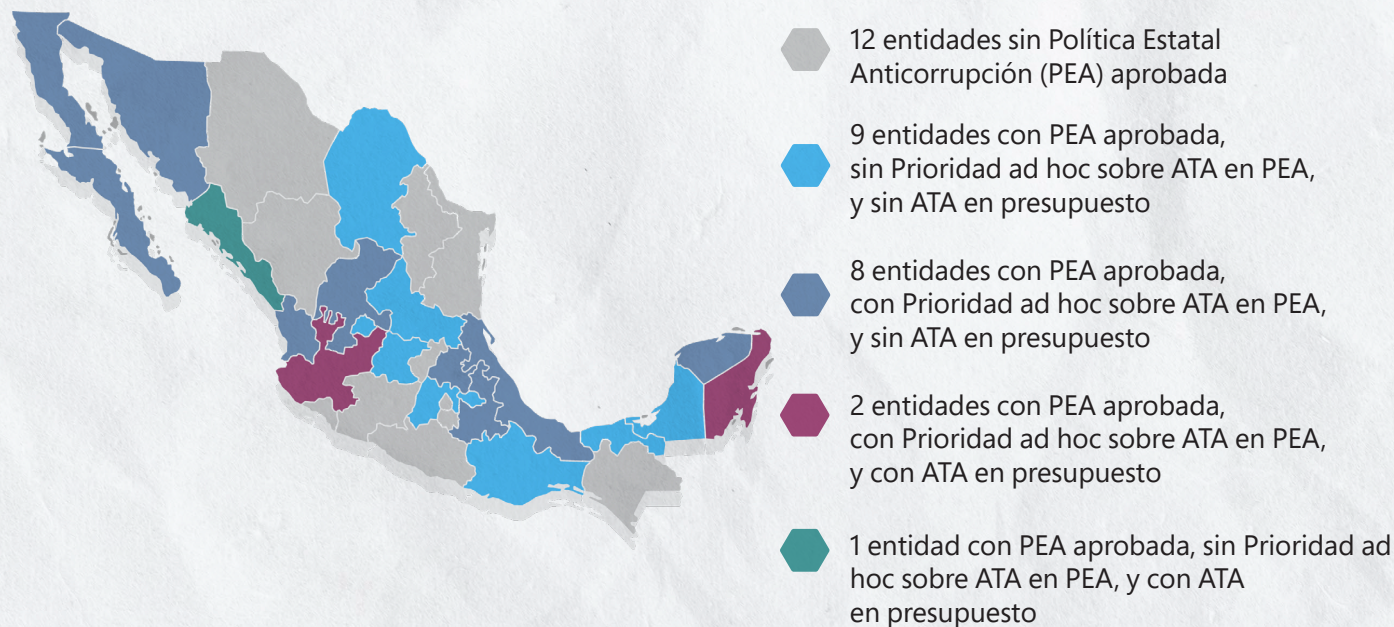 12 entidades sin Política Estatal
Anticorrupción (PEA) aprobada
9 entidades con PEA aprobada,
sin Prioridad ad hoc sobre ATA en PEA,
y sin ATA en presupuesto
8 entidades con PEA aprobada,
con Prioridad ad hoc sobre ATA en PEA,
y sin ATA en presupuesto
2 entidades con PEA aprobada,
con Prioridad ad hoc sobre ATA en PEA,
y con ATA en presupuesto
1 entidad con PEA aprobada, sin Prioridad ad
hoc sobre ATA en PEA, y con ATA
en presupuesto